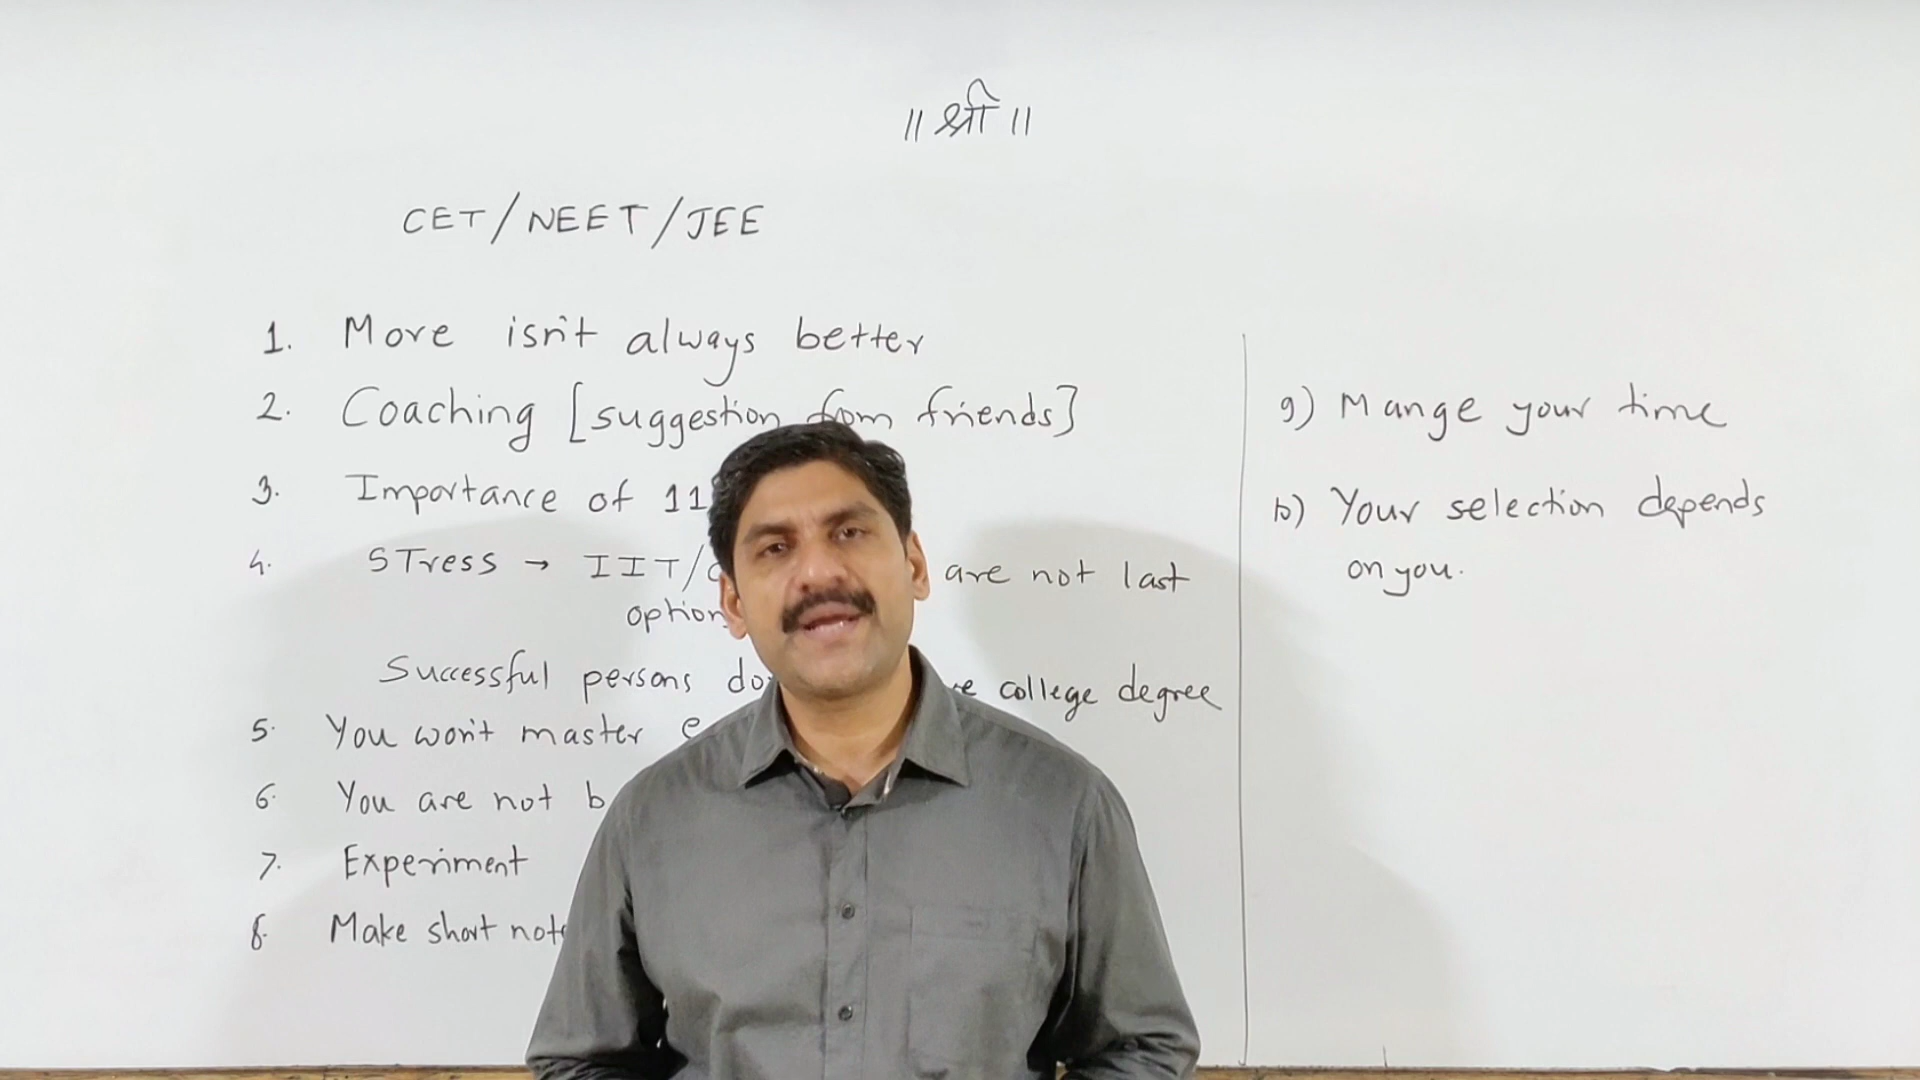 ॥ श्री ॥
CET/NEET/JEE
1. More isn't always better
2. Coaching [suggestion from friends]
3. Importance of 11
4. STress → IIT/ are not last
option
Successful persons college degree
5. You won't master
6. You are not
7. Experiment
8. Make short
9) Mange your time
10) Your selection depends
on you.